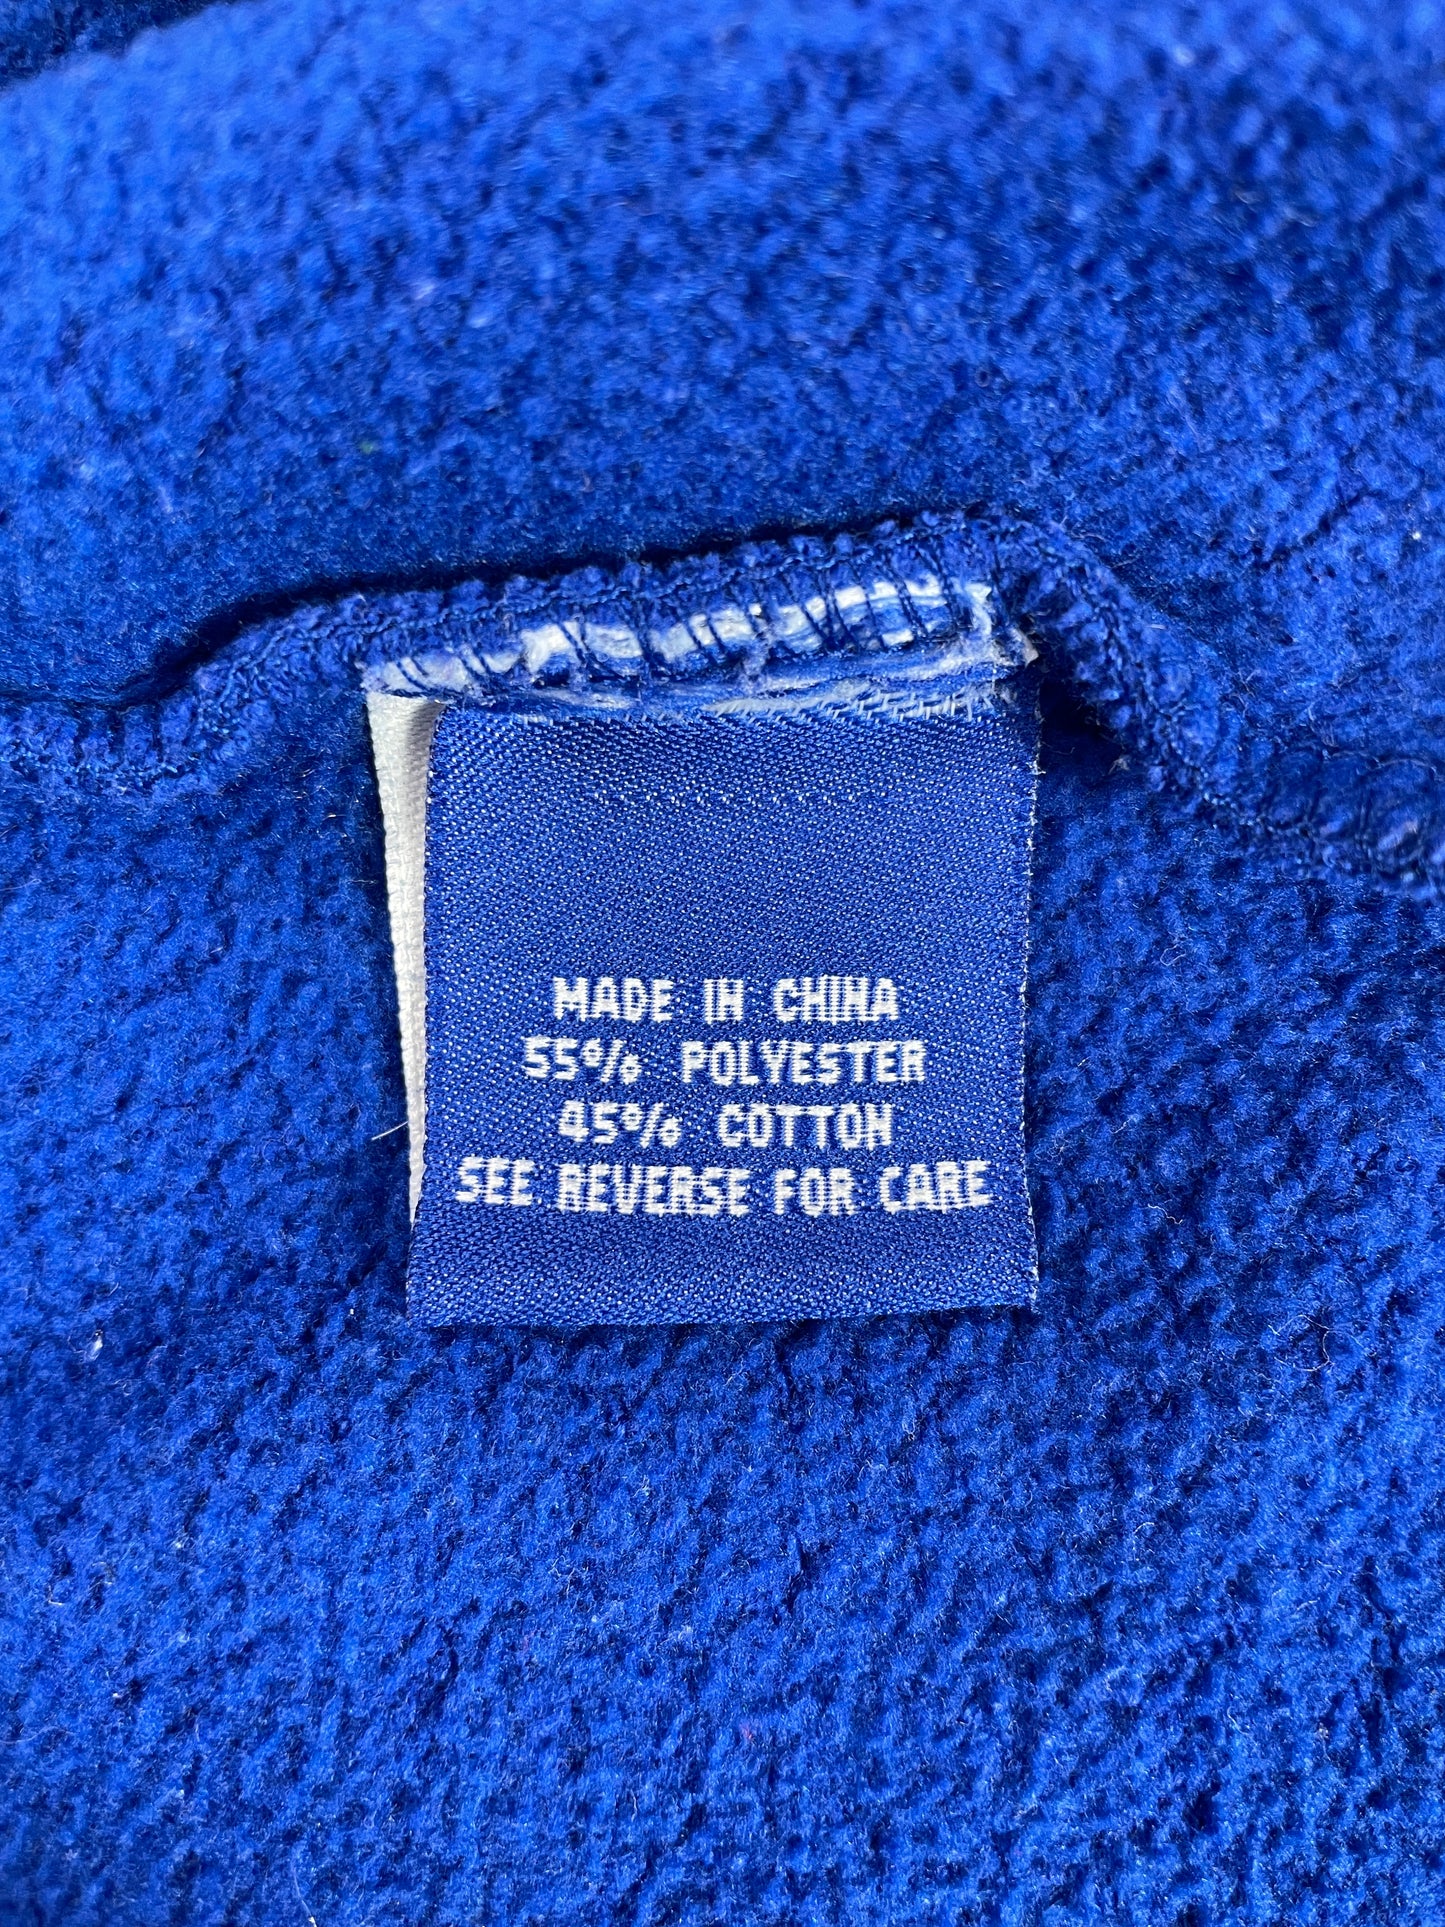 MADE IN CHINA
55% POLYESTER
45% COTTON
SEE REVERSE FOR CARE